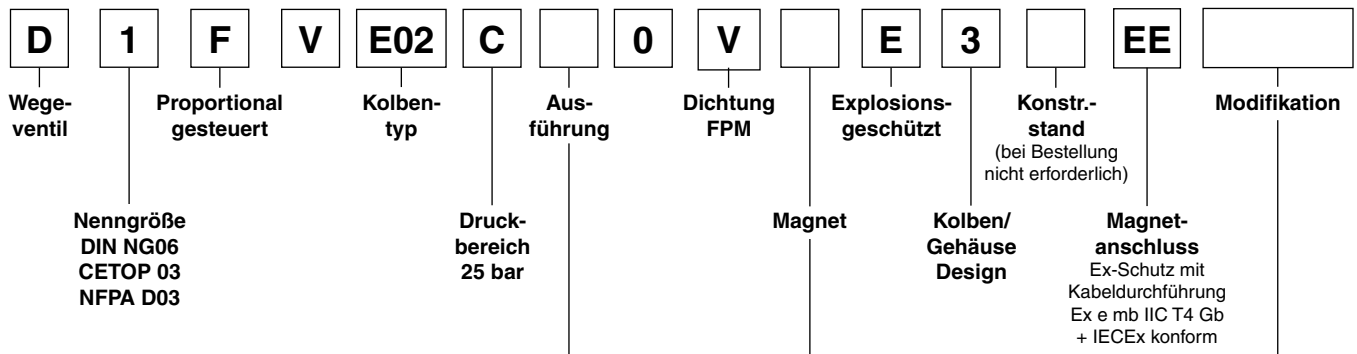 D 1 F V E02 C 0 V E 3 EE
Wege-
ventil
Proportional
gesteuert
Kolben-
typ
Aus-
führung
Dichtung
FPM
Explosions-
geschützt
Konstr.-
stand
(bei Bestellung
nicht erforderlich)
Modifikation
Nenngröße
DIN NG06
CETOP 03
NFPA D03
Druck-
bereich
25 bar
Magnet
Kolben/
Gehäuse
Design
Magnet-
anschluss
Ex-Schutz mit
Kabeldurchführung
Ex e mb IIC T4 Gb
+ IECEx konform